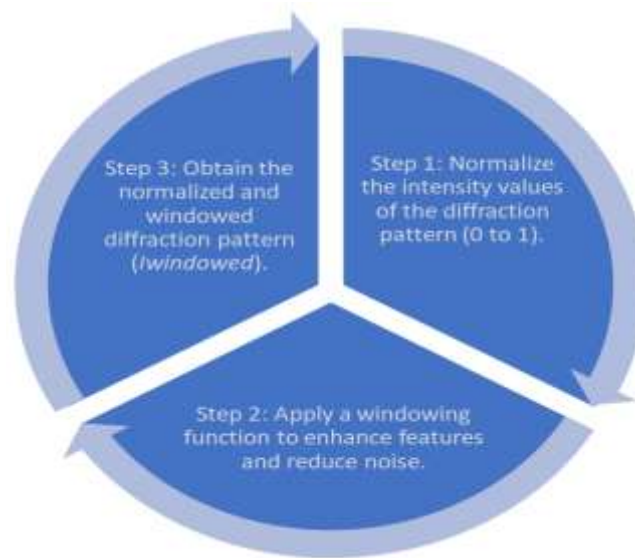 Step 1: Normalize
the intensity values
of the diffraction
pattern (0 to 1).
Step 2: Apply a windowing
function to enhance features
and reduce noise.
Step 3: Obtain the
normalized and
windowed
diffraction pattern
(Iwindowed).